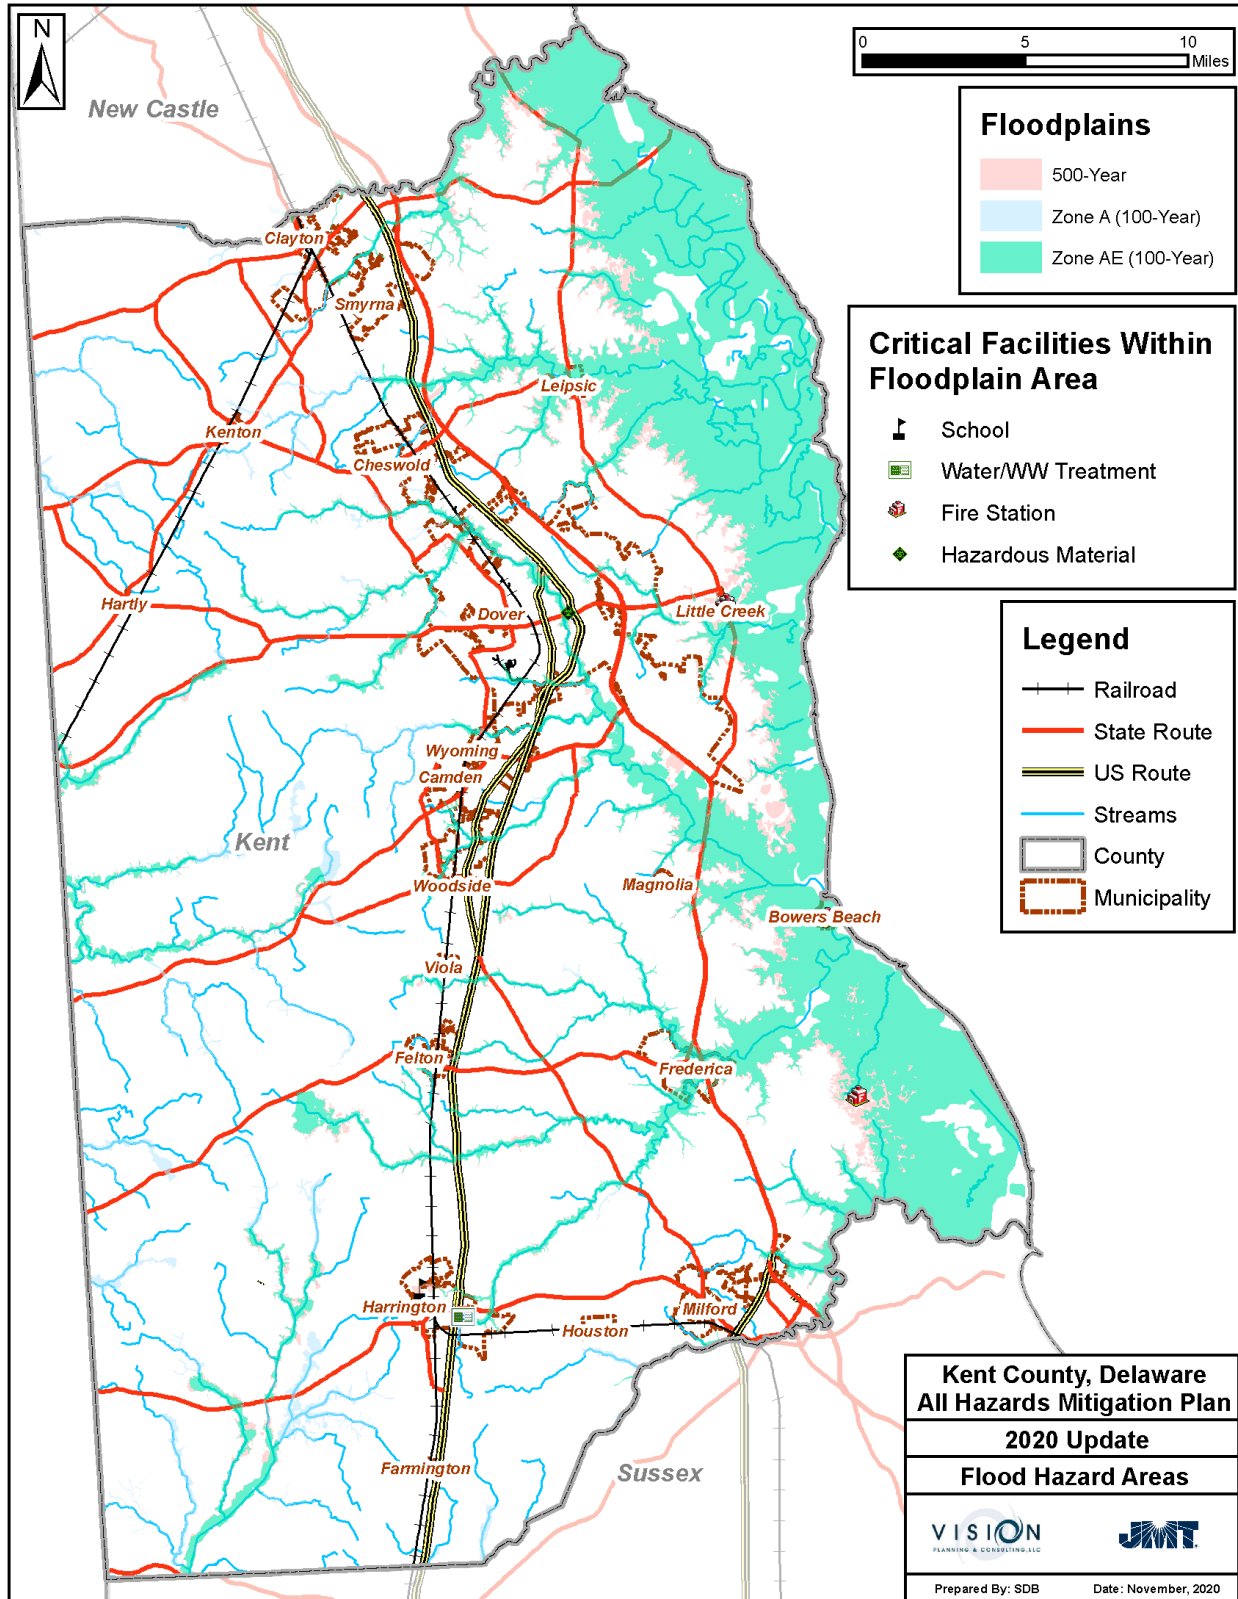 N
0 5 10
Miles
New Castle
Floodplains
500-Year
Zone A (100-Year)
Zone AE (100-Year)
Clayton
Smyrna
Critical Facilities Within
Floodplain Area
School
Water/WW Treatment
Fire Station
Hazardous Material
Leipsic
Kenton
Cheswold
Hartly
Dover
Little Creek
Legend
Railroad
State Route
US Route
Streams
County
Municipality
Wyoming
Camden
Kent
Woodside
Magnolia
Bowers Beach
Viola
Felton
Frederica
Harrington
Houston
Milford
Farmington
Sussex
Kent County, Delaware
All Hazards Mitigation Plan
2020 Update
Flood Hazard Areas
VISION
PLANNING & CONSULTING, LLC
JMT
Prepared By: SDB Date: November, 2020